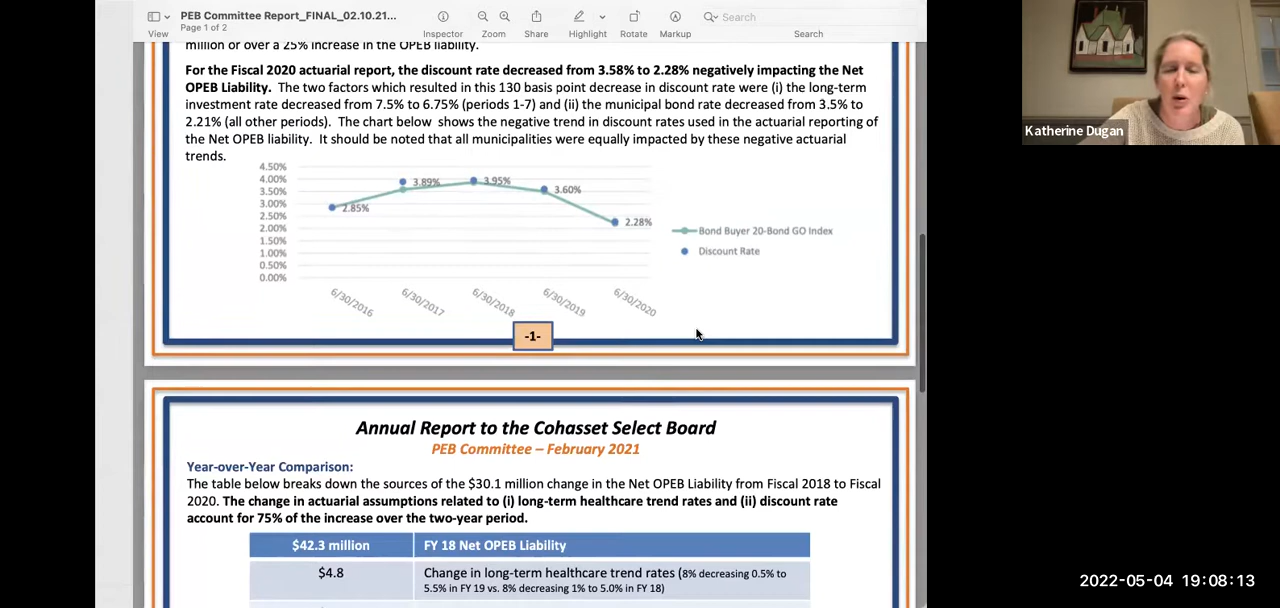 PEB Committee Report_FINAL_02.10.21...
Page 1 of 2
View
Inspector
Zoom
Share
Highlight
Rotate
Markup
Search
Search
million or over a 25% increase in the OPEB liability.
For the Fiscal 2020 actuarial report, the discount rate decreased from 3.58% to 2.28% negatively impacting the Net
OPEB Liability. The two factors which resulted in this 130 basis point decrease in discount rate were (i) the long-term
investment rate decreased from 7.5% to 6.75% (periods 1-7) and (ii) the municipal bond rate decreased from 3.5% to
2.21% (all other periods). The chart below shows the negative trend in discount rates used in the actuarial reporting of
the Net OPEB liability. It should be noted that all municipalities were equally impacted by these negative actuarial
trends.
4.50%
4.00%
3.50%
3.00%
2.50%
2.00%
1.50%
1.00%
0.50%
0.00%
2.85%
3.89%
3.95%
3.60%
2.28%
6/30/2016
6/30/2017
6/30/2018
6/30/2019
6/30/2020
Bond Buyer 20-Bond GO Index
Discount Rate
-1-
Annual Report to the Cohasset Select Board
PEB Committee – February 2021
Year-over-Year Comparison:
The table below breaks down the sources of the $30.1 million change in the Net OPEB Liability from Fiscal 2018 to Fiscal
2020. The change in actuarial assumptions related to (i) long-term healthcare trend rates and (ii) discount rate
account for 75% of the increase over the two-year period.
$42.3 million FY 18 Net OPEB Liability
$4.8 Change in long-term healthcare trend rates (8% decreasing 0.5% to
5.5% in FY 19 vs. 8% decreasing 1% to 5.0% in FY 18)
Katherine Dugan
2022-05-04 19:08:13